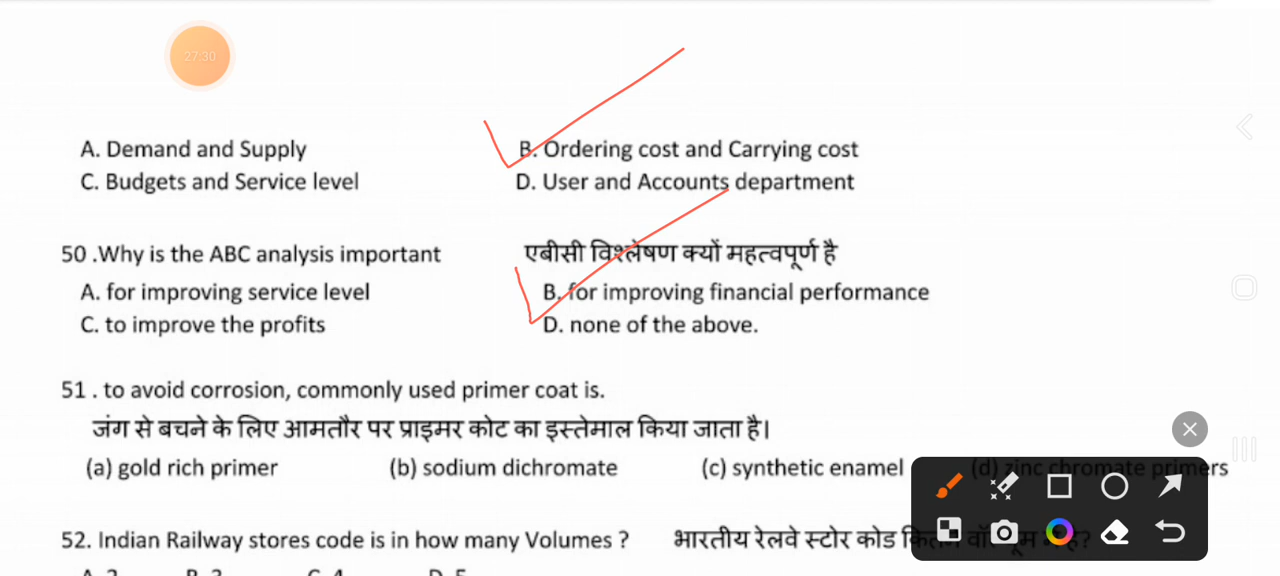 27:30
A. Demand and Supply B. Ordering cost and Carrying cost
C. Budgets and Service level D. User and Accounts department
50 .Why is the ABC analysis important एबीसी विश्लेषण क्यों महत्वपूर्ण है
A. for improving service level B. for improving financial performance
C. to improve the profits D. none of the above.
51 . to avoid corrosion, commonly used primer coat is.
जंग से बचने के लिए आमतौर पर प्राइमर कोट का इस्तेमाल किया जाता है।
(a) gold rich primer (b) sodium dichromate (c) synthetic enamel (d) zinc chromate primers
52. Indian Railway stores code is in how many Volumes ? भारतीय रेलवे स्टोर कोड